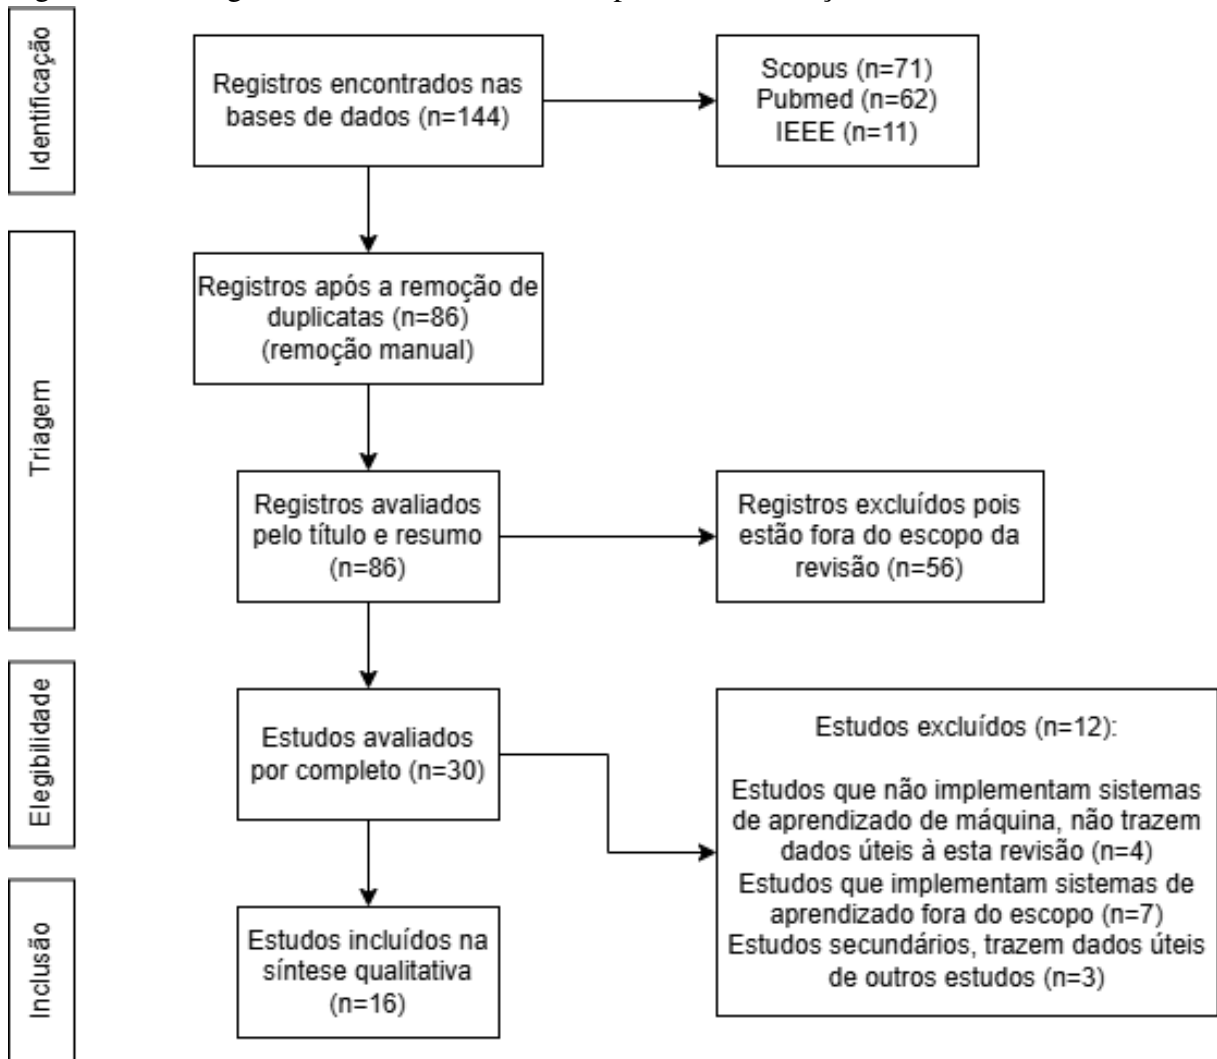 Identificação
Registros encontrados nas
bases de dados (n=144)
Scopus (n=71)
Pubmed (n=62)
IEEE (n=11)
Triagem
Registros após a remoção de
duplicatas (n=86)
(remoção manual)
Registros avaliados
pelo título e resumo
(n=86)
Registros excluídos pois
estão fora do escopo da
revisão (n=56)
Elegibilidade
Estudos avaliados
por completo (n=30)
Estudos excluídos (n=12):
Estudos que não implementam sistemas
de aprendizado de máquina, não trazem
dados úteis à esta revisão (n=4)
Estudos que implementam sistemas de
aprendizado fora do escopo (n=7)
Estudos secundários, trazem dados úteis
de outros estudos (n=3)
Inclusão
Estudos incluídos na
síntese qualitativa
(n=16)